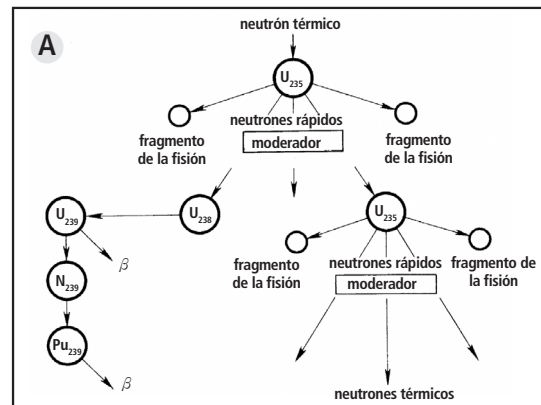 A
neutrón térmico
U235
neutrones rápidos
moderador
fragmento
de la fisión
fragmento
de la fisión
U239
U238
U235
β
N239
fragmento
de la fisión
neutrones rápidos
moderador
fragmento de
la fisión
Pu239
β
neutrones térmicos